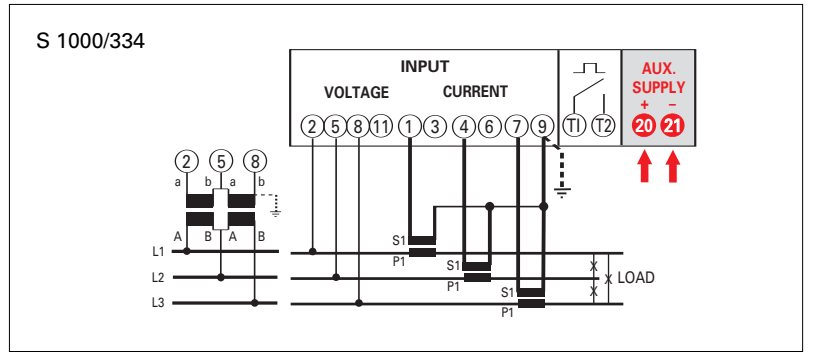 S 1000/334
INPUT
VOLTAGE CURRENT
AUX.
SUPPLY
+ −
2 5 8 11 1 3 4 6 7 9 T1 T2 20 21
2 5 8
a b a b
A B A B
L1
L2
L3
S1
P1
S1
P1
S1
P1
X
X X
X
LOAD